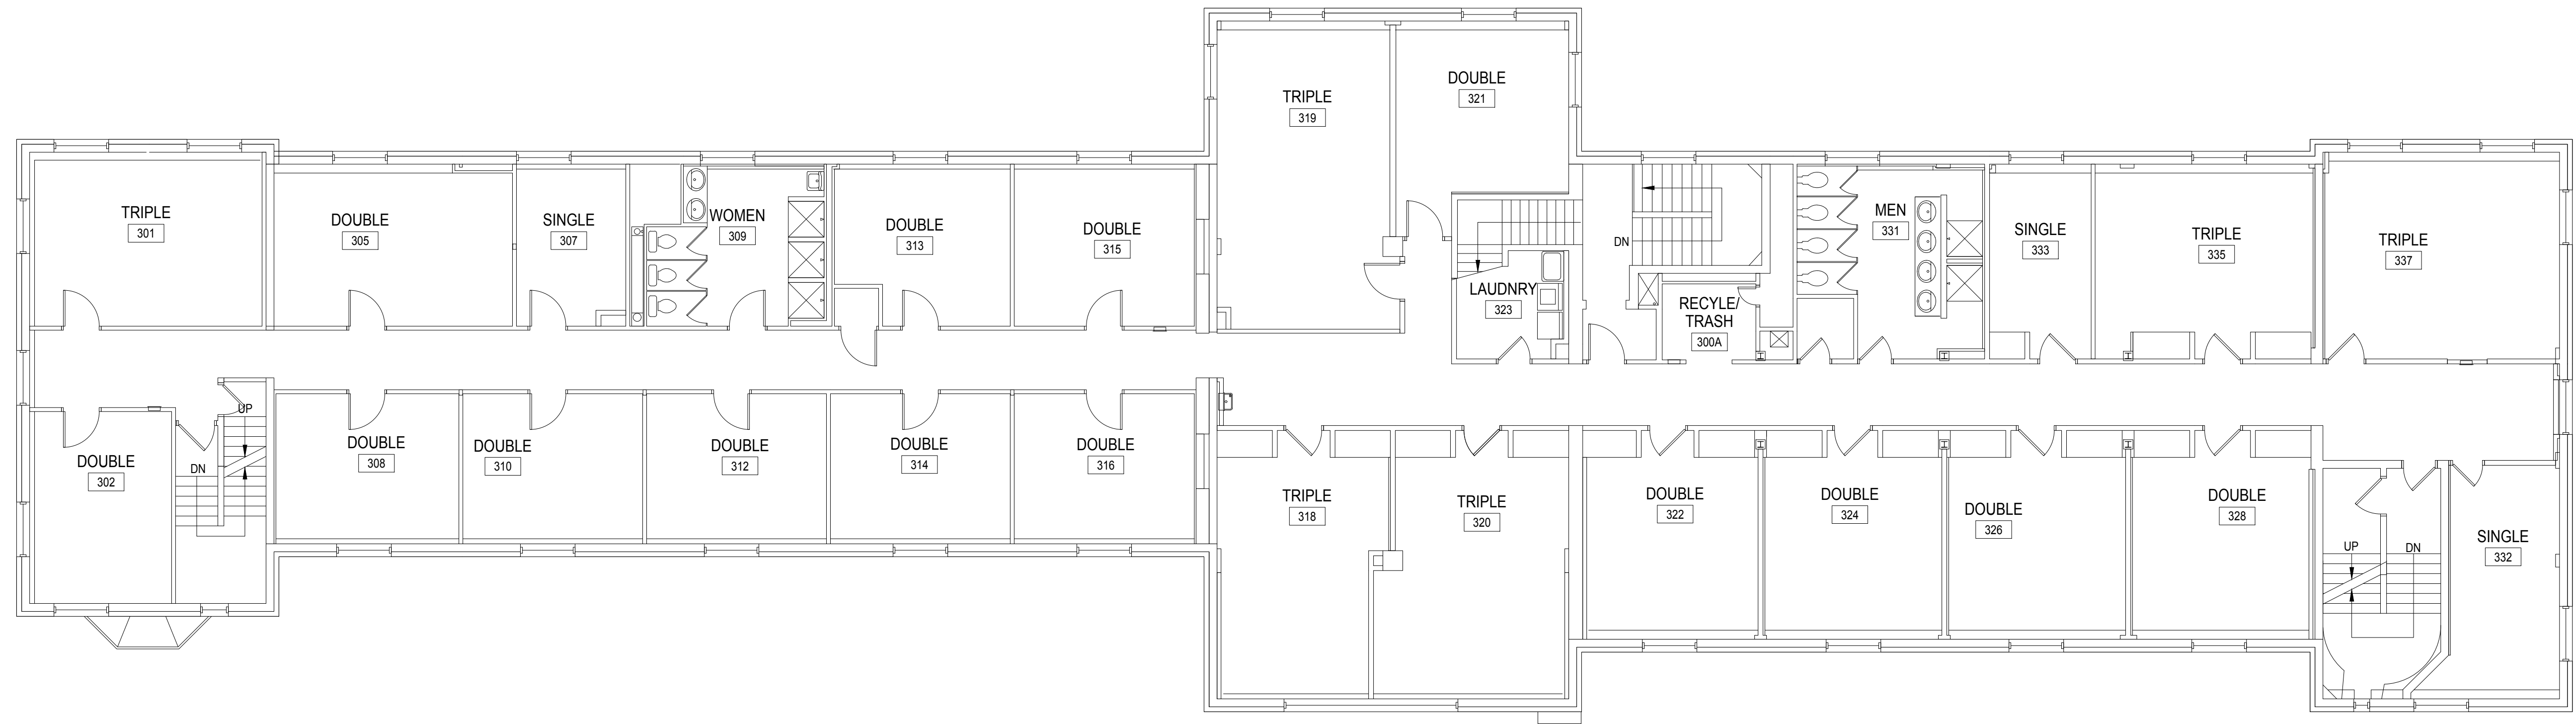 TRIPLE
319
DOUBLE
321
TRIPLE
301
DOUBLE
305
SINGLE
307
WOMEN
309
DOUBLE
313
DOUBLE
315
LAUDNRY
323
DN
RECYLE/
TRASH
300A
MEN
331
SINGLE
333
TRIPLE
335
TRIPLE
337
DOUBLE
302
DN
UP
DOUBLE
308
DOUBLE
310
DOUBLE
312
DOUBLE
314
DOUBLE
316
TRIPLE
318
TRIPLE
320
DOUBLE
322
DOUBLE
324
DOUBLE
326
DOUBLE
328
UP
DN
SINGLE
332